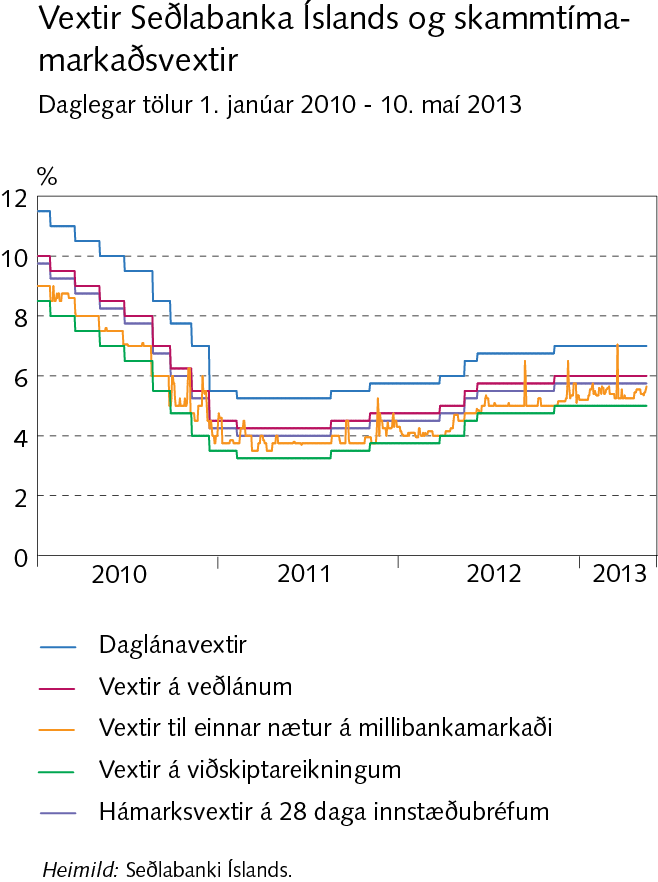 Vextir Seðlabanka Íslands og skammtíma-
markaðsvextir
Daglegar tölur 1. janúar 2010 - 10. maí 2013
%
12
10
8
6
4
2
0
2010 2011 2012 2013
Daglánavextir
Vextir á veðlánum
Vextir til einnar nætur á millibankamarkaði
Vextir á viðskiptareikningum
Hámarksvextir á 28 daga innstæðubréfum
Heimild: Seðlabanki Íslands.